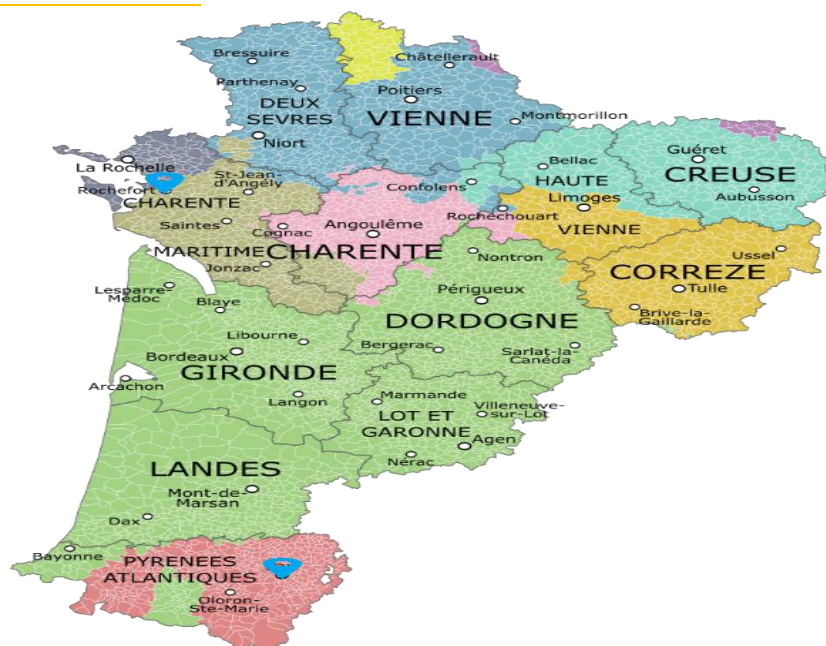 Bressuire
Châtellerault
Parthenay
Poitiers
DEUX
SEVRES
VIENNE
Montmorillon
Niort
La Rochelle
Bellac
Guéret
CREUSE
St-Jean-
d'Angély
Confolens
HAUTE
Rochefort
CHARENTE
Limoges
Aubusson
Rochechouart
Saintes
Cognac
Angoulême
VIENNE
MARITIME
CHARENTE
Nontron
Ussel
Jonzac
CORREZE
Lesparre-
Médoc
Périgueux
Tulle
Blaye
DORDOGNE
Brive-la-
Gaillarde
Libourne
Bordeaux
Bergerac
Sarlat-la-
Canéda
GIRONDE
Arcachon
Langon
Marmande
LOT ET
GARONNE
Villeneuve-
sur-Lot
Agen
Nérac
LANDES
Mont-de-
Marsan
Dax
Bayonne
PYRENEES
ATLANTIQUES
Oloron-
Ste-Marie